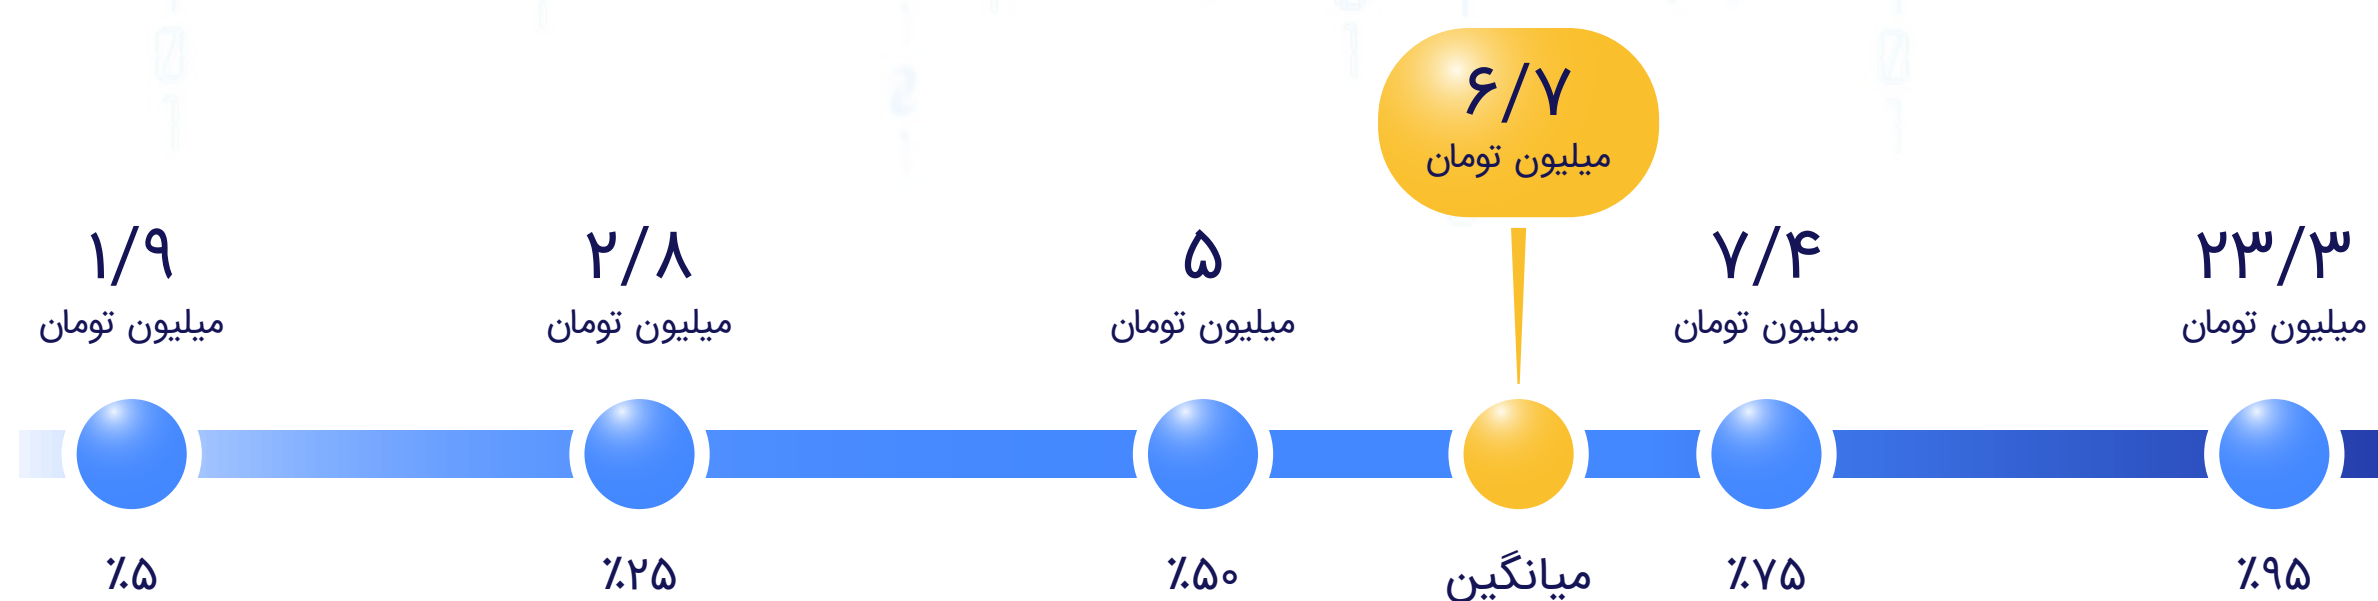 ۶/۷
میلیون تومان
۱/۹
میلیون تومان
۲/۸
میلیون تومان
۵
میلیون تومان
۷/۴
میلیون تومان
۲۳/۳
میلیون تومان
٪۵
٪۲۵
٪۵۰
میانگین
٪۷۵
٪۹۵